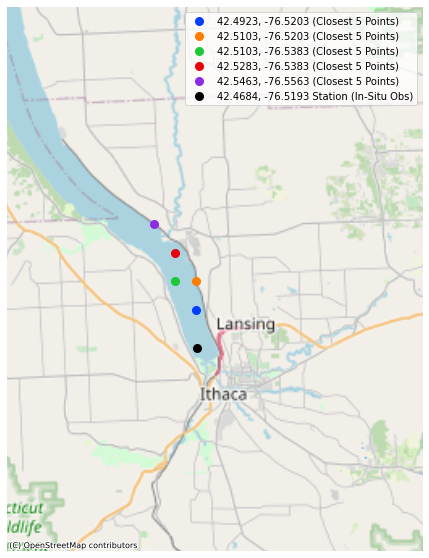 42.4923, -76.5203 (Closest 5 Points)
42.5103, -76.5203 (Closest 5 Points)
42.5103, -76.5383 (Closest 5 Points)
42.5283, -76.5383 (Closest 5 Points)
42.5463, -76.5563 (Closest 5 Points)
42.4684, -76.5193 Station (In-Situ Obs)
Lansing
Ithaca
cticut
ldlife
(C) OpenStreetMap contributors